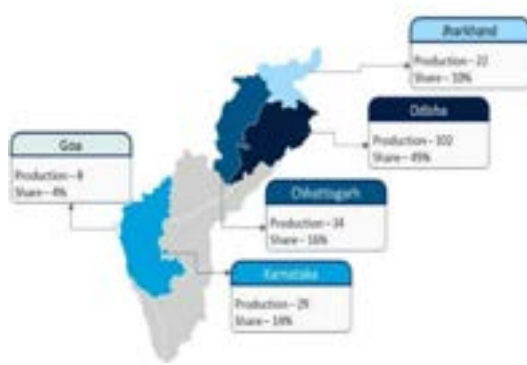 Jharkhand
Production – 22
Share – 10%
Odisha
Production – 102
Share – 49%
Goa
Production – 8
Share – 4%
Chhattisgarh
Production – 34
Share – 16%
Karnataka
Production – 29
Share – 14%